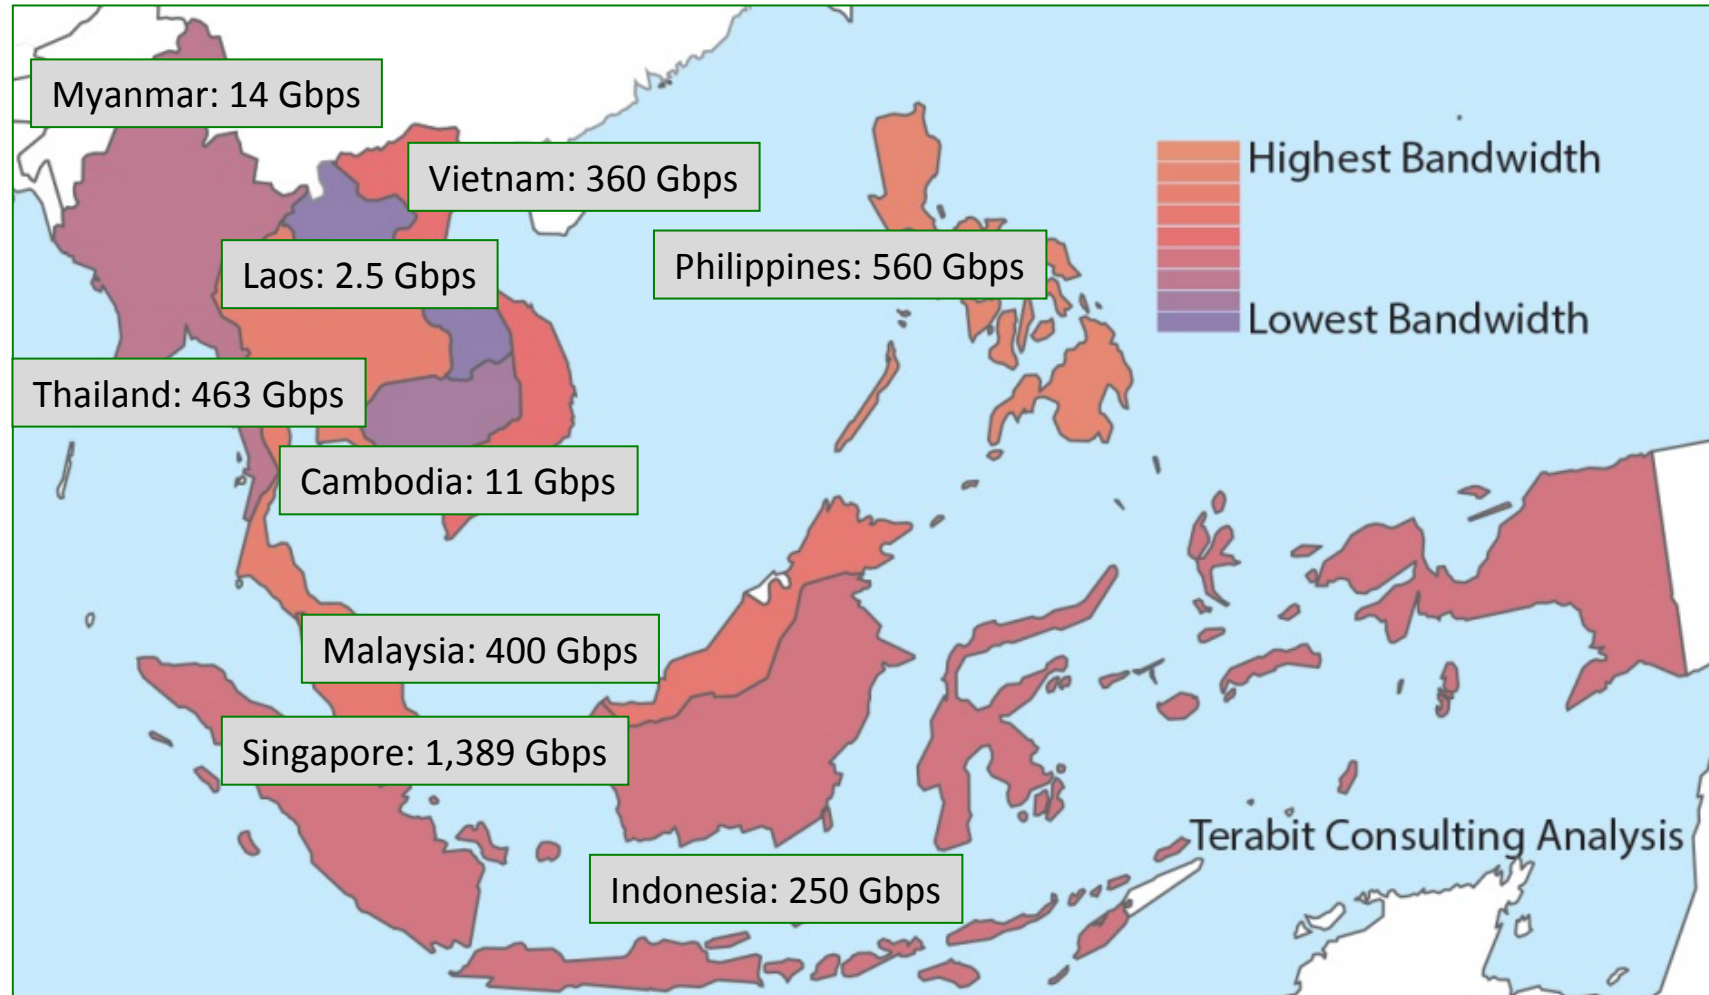 Myanmar: 14 Gbps
Highest Bandwidth
Vietnam: 360 Gbps
Laos: 2.5 Gbps
Philippines: 560 Gbps
Lowest Bandwidth
Thailand: 463 Gbps
Cambodia: 11 Gbps
Malaysia: 400 Gbps
Singapore: 1,389 Gbps
Terabit Consulting Analysis
Indonesia: 250 Gbps